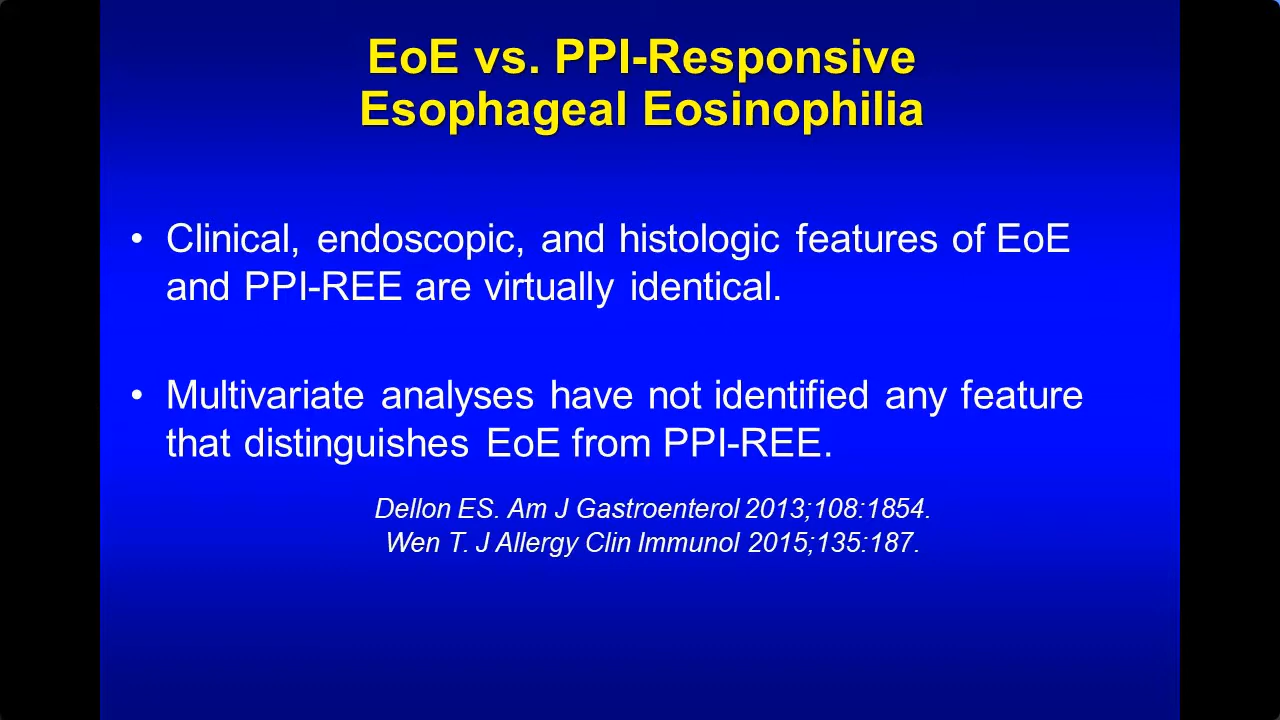 EoE vs. PPI-Responsive
Esophageal Eosinophilia
• Clinical, endoscopic, and histologic features of EoE
and PPI-REE are virtually identical.
• Multivariate analyses have not identified any feature
that distinguishes EoE from PPI-REE.
Dellon ES. Am J Gastroenterol 2013;108:1854.
Wen T. J Allergy Clin Immunol 2015;135:187.